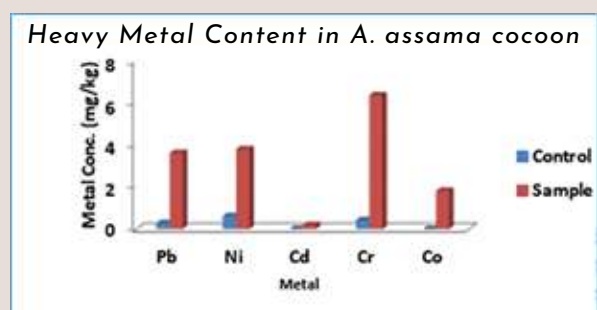 Heavy Metal Content in A. assama cocoon
Metal Conc. (mg/kg)
8
6
4
2
0
Pb Ni Cd Cr Co
Metal
Control
Sample